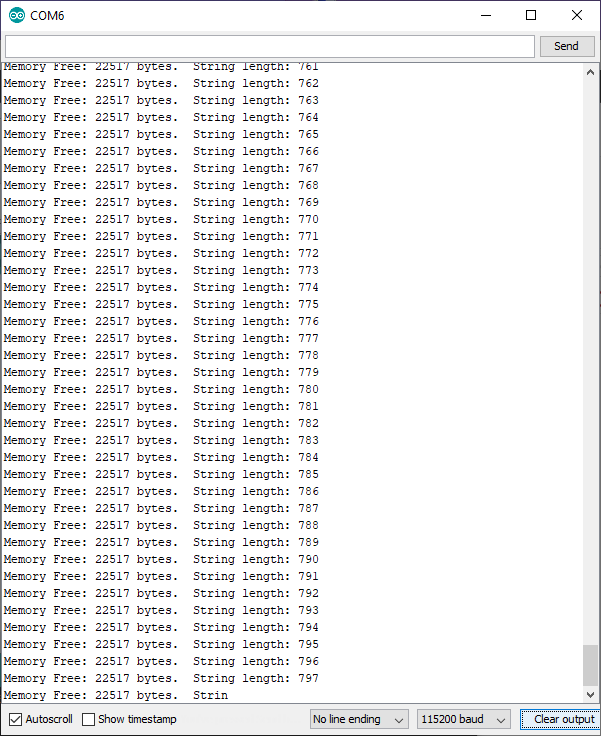 COM6
Send
Memory Free: 22517 bytes.  String length: 761
Memory Free: 22517 bytes.  String length: 762
Memory Free: 22517 bytes.  String length: 763
Memory Free: 22517 bytes.  String length: 764
Memory Free: 22517 bytes.  String length: 765
Memory Free: 22517 bytes.  String length: 766
Memory Free: 22517 bytes.  String length: 767
Memory Free: 22517 bytes.  String length: 768
Memory Free: 22517 bytes.  String length: 769
Memory Free: 22517 bytes.  String length: 770
Memory Free: 22517 bytes.  String length: 771
Memory Free: 22517 bytes.  String length: 772
Memory Free: 22517 bytes.  String length: 773
Memory Free: 22517 bytes.  String length: 774
Memory Free: 22517 bytes.  String length: 775
Memory Free: 22517 bytes.  String length: 776
Memory Free: 22517 bytes.  String length: 777
Memory Free: 22517 bytes.  String length: 778
Memory Free: 22517 bytes.  String length: 779
Memory Free: 22517 bytes.  String length: 780
Memory Free: 22517 bytes.  String length: 781
Memory Free: 22517 bytes.  String length: 782
Memory Free: 22517 bytes.  String length: 783
Memory Free: 22517 bytes.  String length: 784
Memory Free: 22517 bytes.  String length: 785
Memory Free: 22517 bytes.  String length: 786
Memory Free: 22517 bytes.  String length: 787
Memory Free: 22517 bytes.  String length: 788
Memory Free: 22517 bytes.  String length: 789
Memory Free: 22517 bytes.  String length: 790
Memory Free: 22517 bytes.  String length: 791
Memory Free: 22517 bytes.  String length: 792
Memory Free: 22517 bytes.  String length: 793
Memory Free: 22517 bytes.  String length: 794
Memory Free: 22517 bytes.  String length: 795
Memory Free: 22517 bytes.  String length: 796
Memory Free: 22517 bytes.  String length: 797
Memory Free: 22517 bytes.  Strin
Autoscroll Show timestamp No line ending 115200 baud Clear output